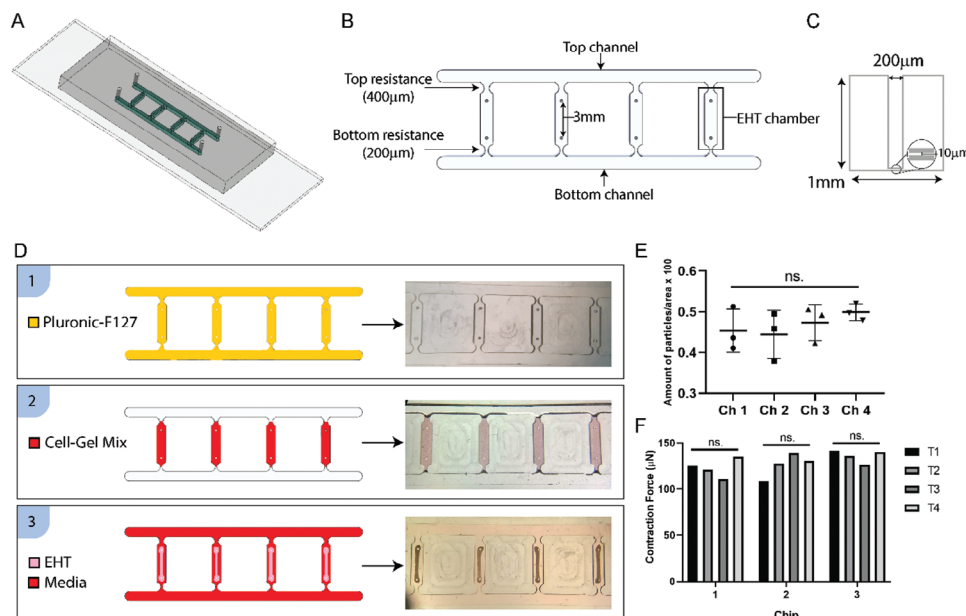 A
B
Top channel
Top resistance
(400μm)
3mm
EHT chamber
Bottom resistance
(200μm)
Bottom channel
C
200μm
10μm
1mm
D
1
Pluronic-F127
2
Cell-Gel Mix
3
EHT
Media
E
ns.
Amount of particles/area x 100
0.6
0.5
0.4
0.3
Ch 1 Ch 2 Ch 3 Ch 4
F
ns. ns. ns.
Contraction Force (μN)
150
100
50
0
1 2 3
Chip
T1
T2
T3
T4